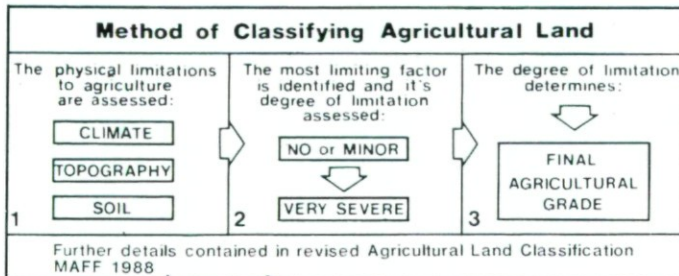 Method of Classifying Agricultural Land
The physical limitations
to agriculture
are assessed:
CLIMATE
TOPOGRAPHY
SOIL
1
The most limiting factor
is identified and it's
degree of limitation
assessed:
NO or MINOR
VERY SEVERE
2
The degree of limitation
determines:
FINAL
AGRICULTURAL
GRADE
3
Further details contained in revised Agricultural Land Classification
MAFF 1988